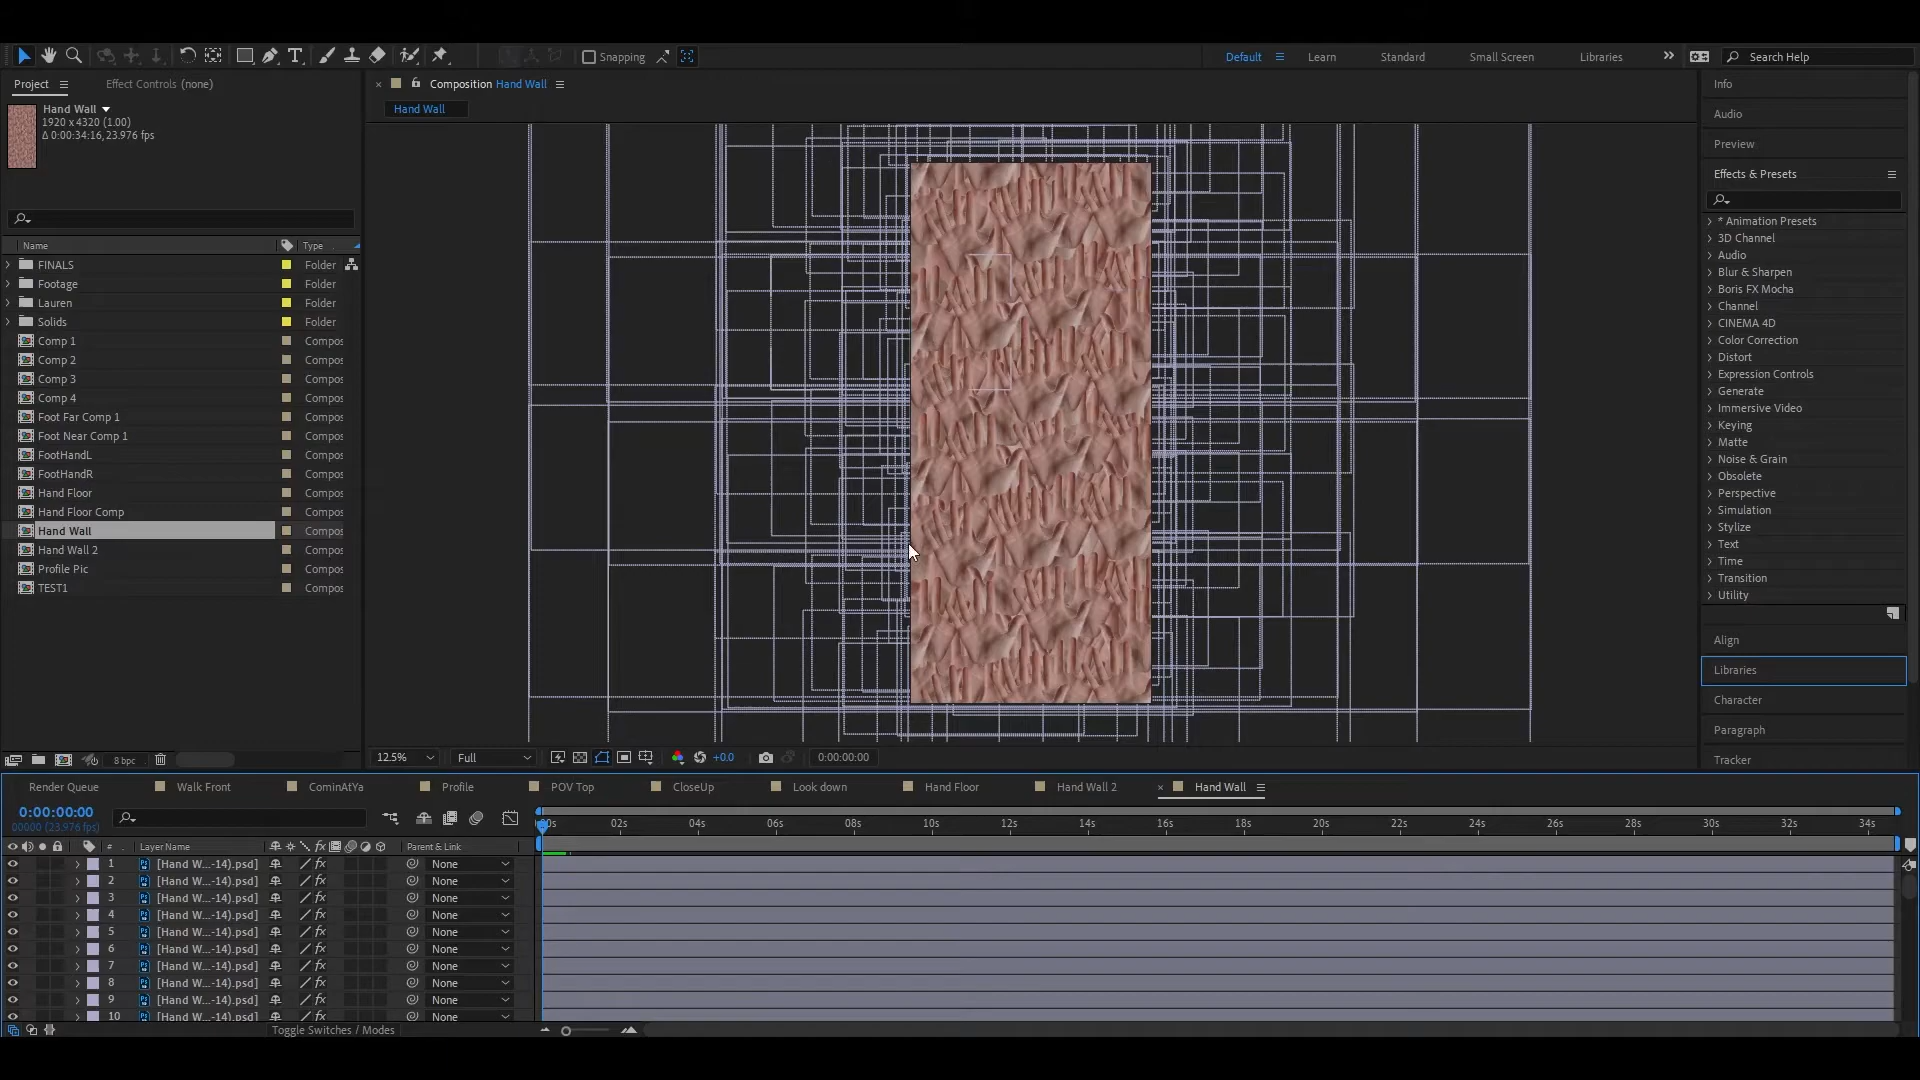 Snapping
Default
Learn
Standard
Small Screen
Libraries
Search Help
Project
Effect Controls (none)
Composition Hand Wall
Hand Wall
Hand Wall
1920 x 4320 (1.00)
Δ 0:00:34:16, 23.976 fps
Name
Type
FINALS Folder
Footage Folder
Lauren Folder
Solids Folder
Comp 1 Compos
Comp 2 Compos
Comp 3 Compos
Comp 4 Compos
Foot Far Comp 1 Compos
Foot Near Comp 1 Compos
FootHandL Compos
FootHandR Compos
Hand Floor Compos
Hand Floor Comp Compos
Hand Wall Compos
Hand Wall 2 Compos
Profile Pic Compos
TEST1 Compos
8 bpc
12.5%
Full
+0.0
0:00:00:00
Info
Audio
Preview
Effects & Presets
* Animation Presets
3D Channel
Audio
Blur & Sharpen
Boris FX Mocha
Channel
CINEMA 4D
Color Correction
Distort
Expression Controls
Generate
Immersive Video
Keying
Matte
Noise & Grain
Obsolete
Perspective
Simulation
Stylize
Text
Time
Transition
Utility
Align
Libraries
Character
Paragraph
Tracker
Render Queue
Walk Front
CominAtYa
Profile
POV Top
CloseUp
Look down
Hand Floor
Hand Wall 2
Hand Wall
0:00:00:00
00000 (23.976 fps)
00s 02s 04s 06s 08s 10s 12s 14s 16s 18s 20s 22s 24s 26s 28s 30s 32s 34s
# Layer Name Parent & Link
1 [Hand W...-14).psd] None
2 [Hand W...-14).psd] None
3 [Hand W...-14).psd] None
4 [Hand W...-14).psd] None
5 [Hand W...-14).psd] None
6 [Hand W...-14).psd] None
7 [Hand W...-14).psd] None
8 [Hand W...-14).psd] None
9 [Hand W...-14).psd] None
10 [Hand W...-14).psd] None
Toggle Switches / Modes